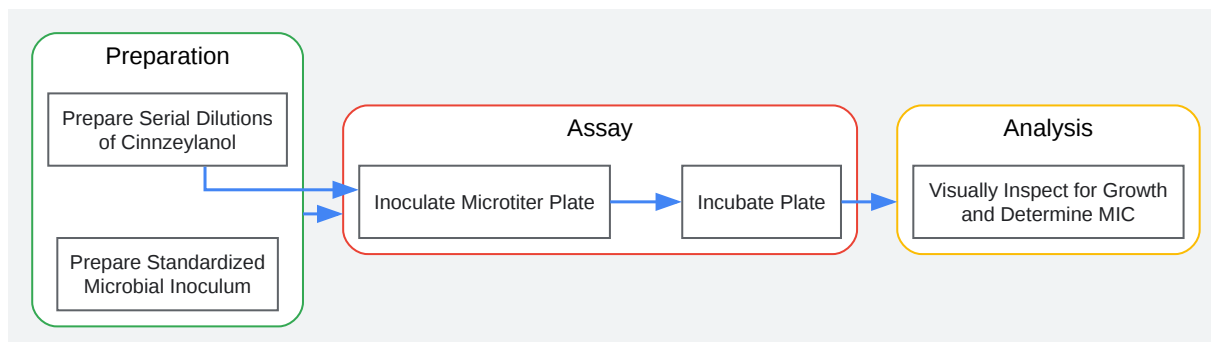 Preparation
Prepare Serial Dilutions
of Cinnzeylanol
Prepare Standardized
Microbial Inoculum
Assay
Inoculate Microtiter Plate
Incubate Plate
Analysis
Visually Inspect for Growth
and Determine MIC